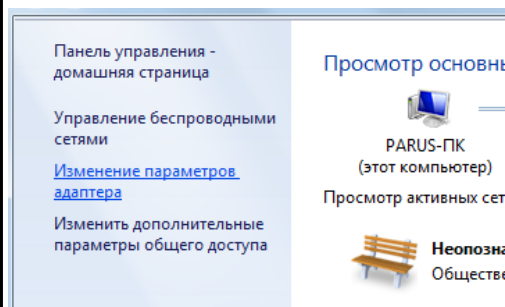 Панель управления -
домашняя страница
Управление беспроводными
сетями
Изменение параметров
адаптера
Изменить дополнительные
параметры общего доступа
Просмотр основны
PARUS-ПК
(этот компьютер)
Просмотр активных сет
Неопозна
Обществе